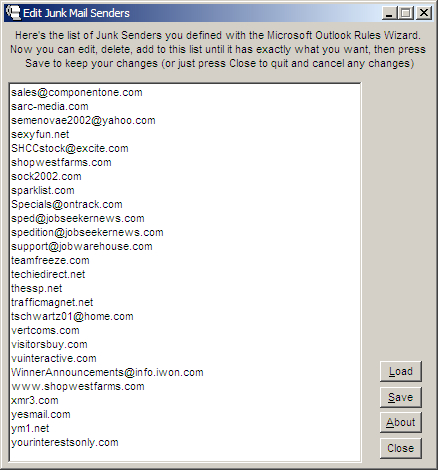 Edit Junk Mail Senders
Here's the list of Junk Senders you defined with the Microsoft Outlook Rules Wizard.
Now you can edit, delete, add to this list until it has exactly what you want, then press
Save to keep your changes (or just press Close to quit and cancel any changes)
sales@componentone.com
sarc-media.com
semenovae2002@yahoo.com
sexyfun.net
SHCCstock@excite.com
shopwestfarms.com
sock2002.com
sparklist.com
Specials@ontrack.com
sped@jobseekernews.com
spedition@jobseekernews.com
support@jobwarehouse.com
teamfreeze.com
techiedirect.net
thessp.net
trafficmagnet.net
tschwartz01@home.com
vertcoms.com
visitorsbuy.com
vuinteractive.com
WinnerAnnouncements@info.iwon.com
www.shopwestfarms.com
xmr3.com
yesmail.com
ym1.net
yourinterestsonly.com
Load
Save
About
Close